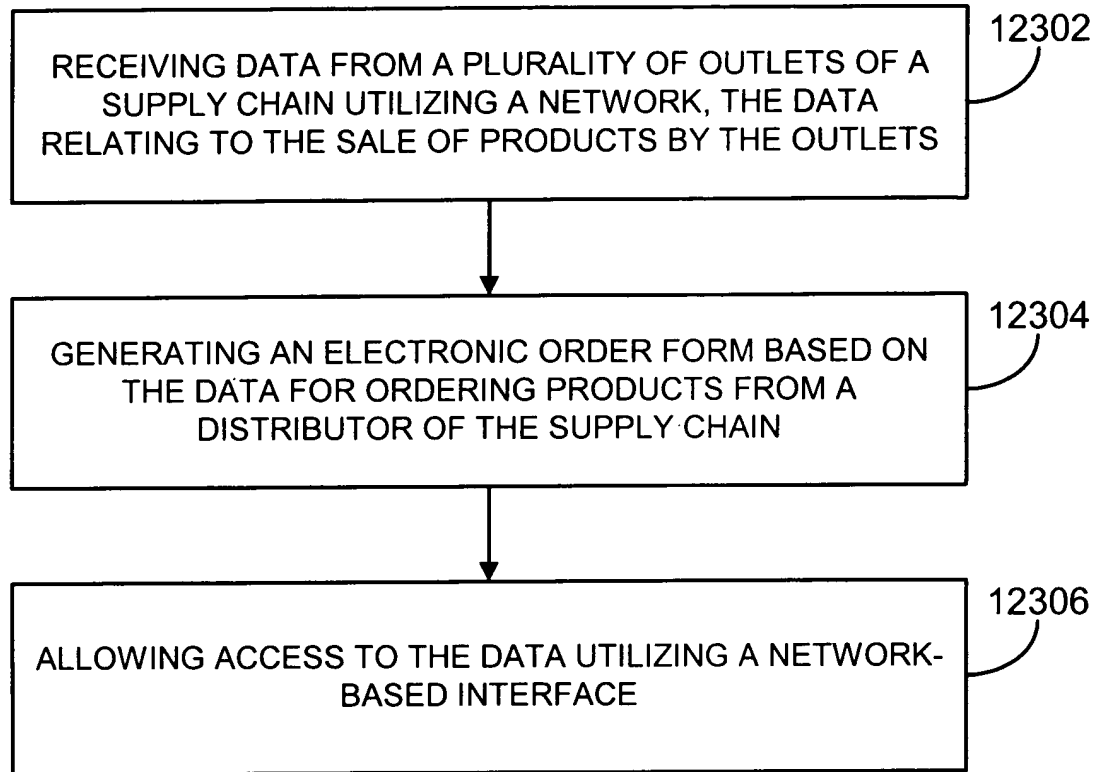 12302
RECEIVING DATA FROM A PLURALITY OF OUTLETS OF A
SUPPLY CHAIN UTILIZING A NETWORK, THE DATA
RELATING TO THE SALE OF PRODUCTS BY THE OUTLETS
12304
GENERATING AN ELECTRONIC ORDER FORM BASED ON
THE DATA FOR ORDERING PRODUCTS FROM A
DISTRIBUTOR OF THE SUPPLY CHAIN
12306
ALLOWING ACCESS TO THE DATA UTILIZING A NETWORK-
BASED INTERFACE